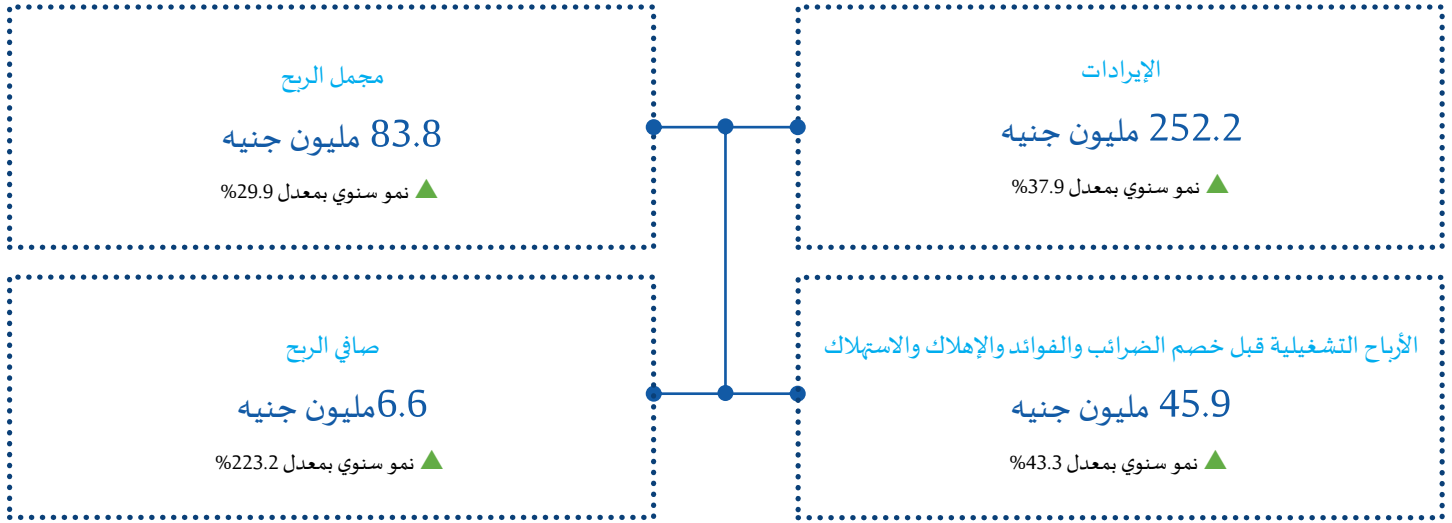 الإيرادات
252.2 مليون جنيه
▲ نمو سنوي بمعدل 37.9%
مجمل الربح
83.8 مليون جنيه
▲ نمو سنوي بمعدل 29.9%
الأرباح التشغيلية قبل خصم الضرائب والفوائد والإهلاك والاستهلاك
45.9 مليون جنيه
▲ نمو سنوي بمعدل 43.3%
صافي الربح
6.6مليون جنيه
▲ نمو سنوي بمعدل 223.2%